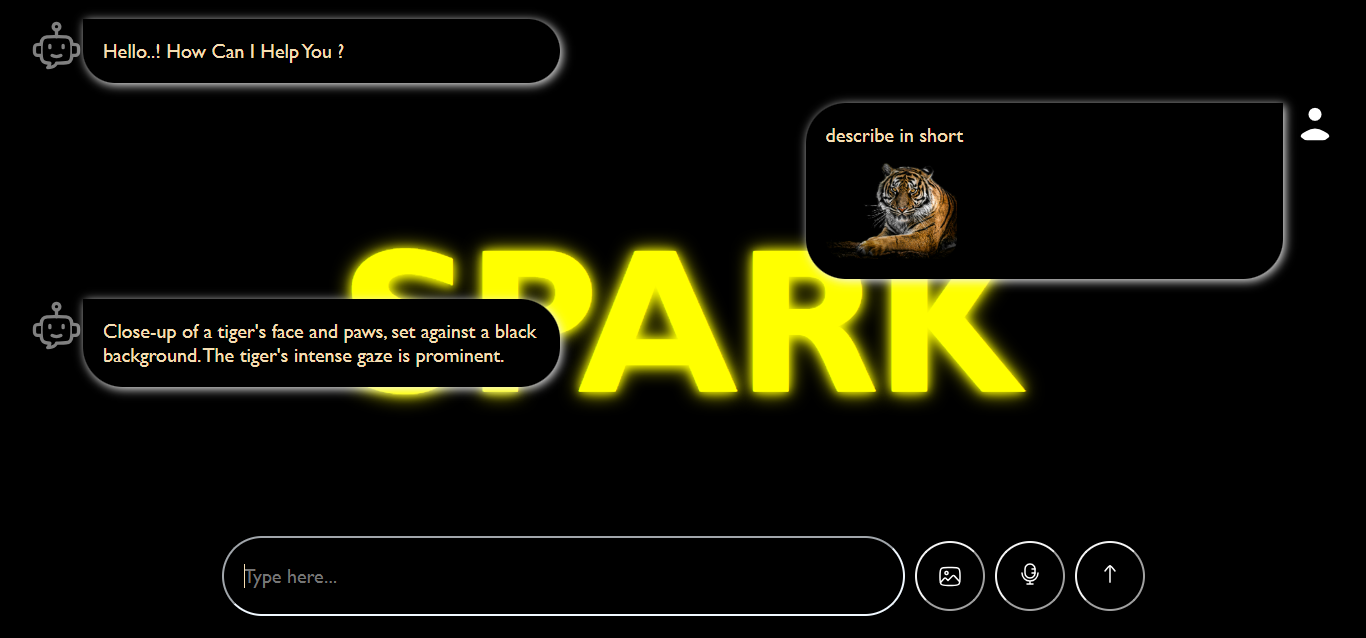 Hello..! How Can I Help You ?
describe in short
SPARK
Close-up of a tiger's face and paws, set against a black
background. The tiger's intense gaze is prominent.
Type here...